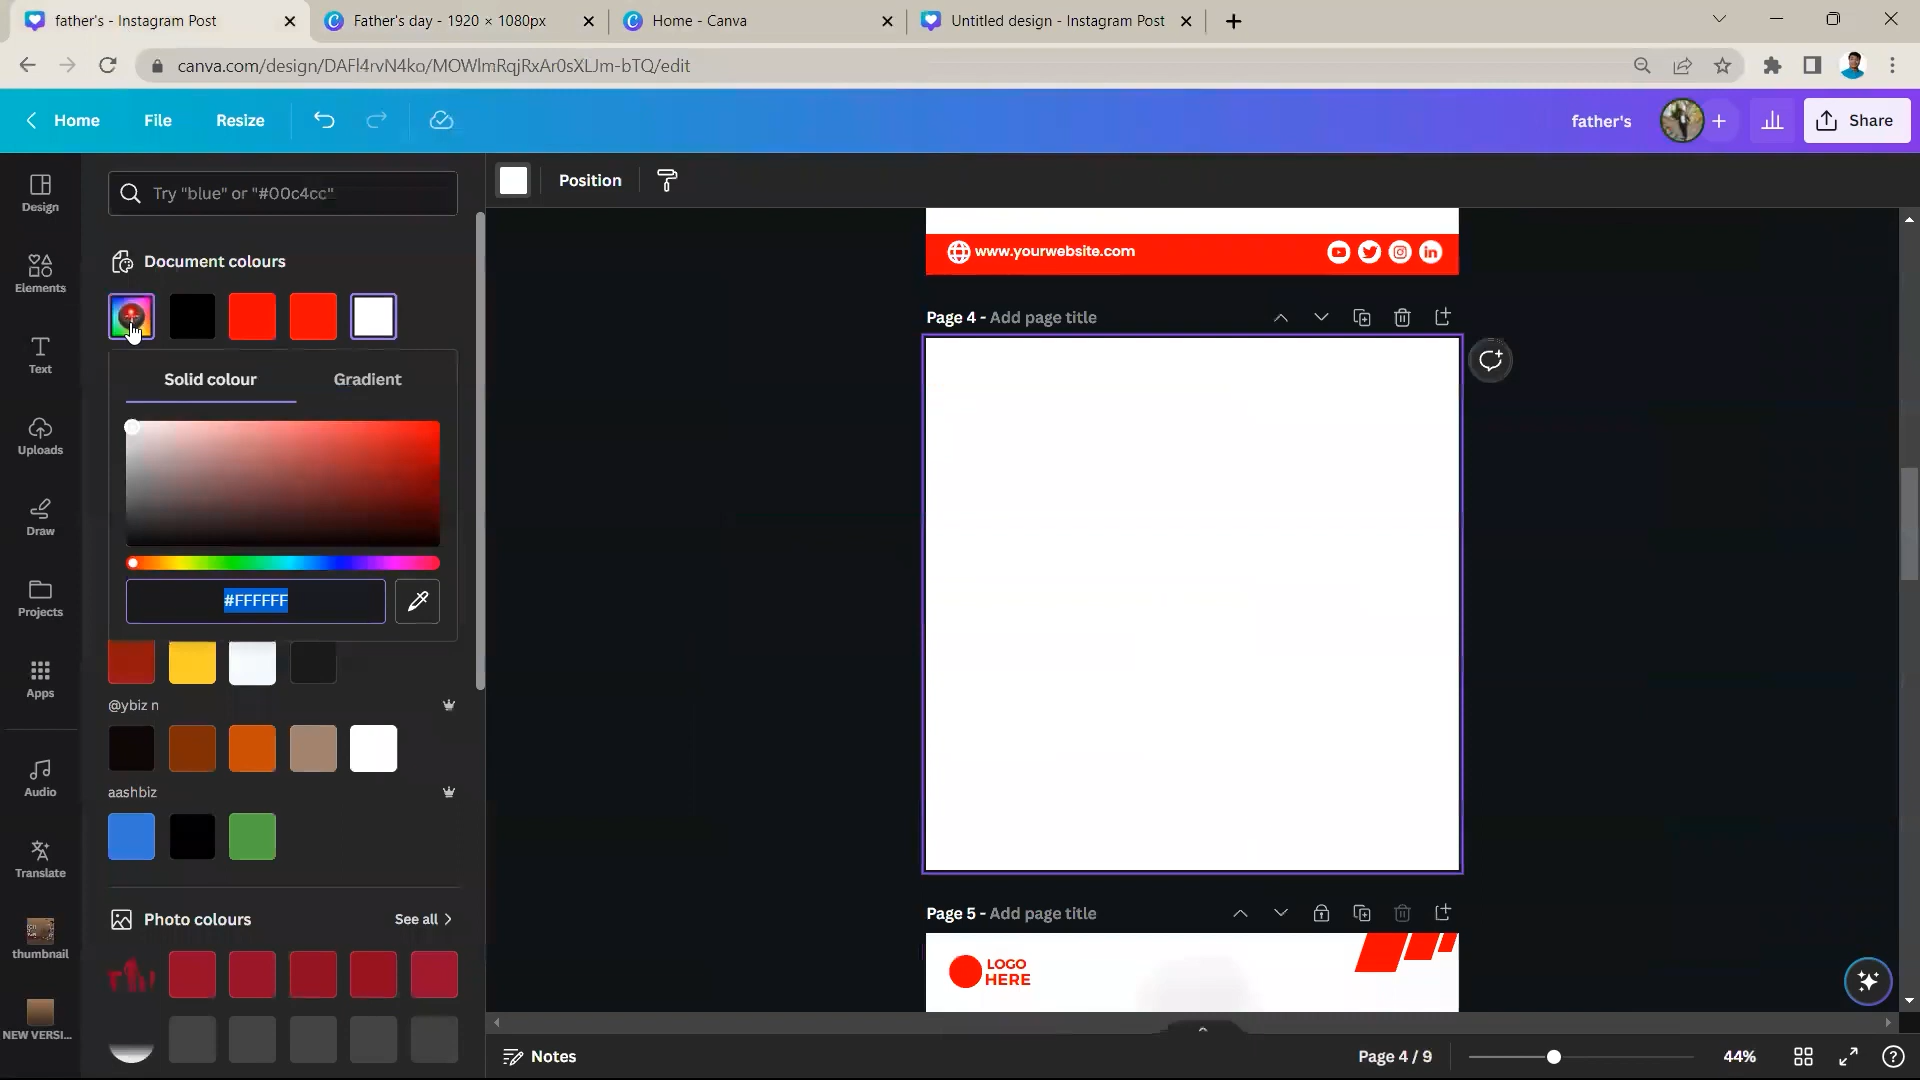 father's - Instagram Post
Father's day - 1920 × 1080px
Home - Canva
Untitled design - Instagram Post
canva.com/design/DAFl4rvN4ko/MOWlmRqjRxAr0sXLJm-bTQ/edit
Home
File
Resize
father's
Share
Design
Elements
Text
Uploads
Draw
Projects
Apps
Audio
Translate
thumbnail
NEW VERSI...
Try "blue" or "#00c4cc"
Document colours
Solid colour
Gradient
#FFFFFF
@ybiz n
aashbiz
Photo colours
See all
Position
www.yourwebsite.com
in
Page 4 - Add page title
Page 5 - Add page title
LOGO
HERE
Notes
Page 4 / 9
44%